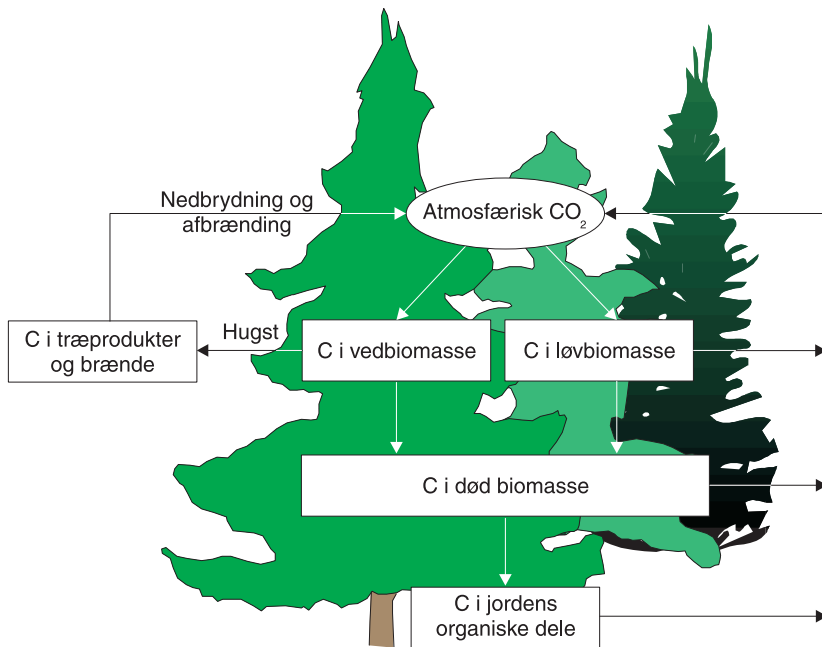 Nedbrydning og
afbrænding
Atmosfærisk CO₂
C i træprodukter
og brænde
Hugst
C i vedbiomasse
C i løvbiomasse
C i død biomasse
C i jordens
organiske dele